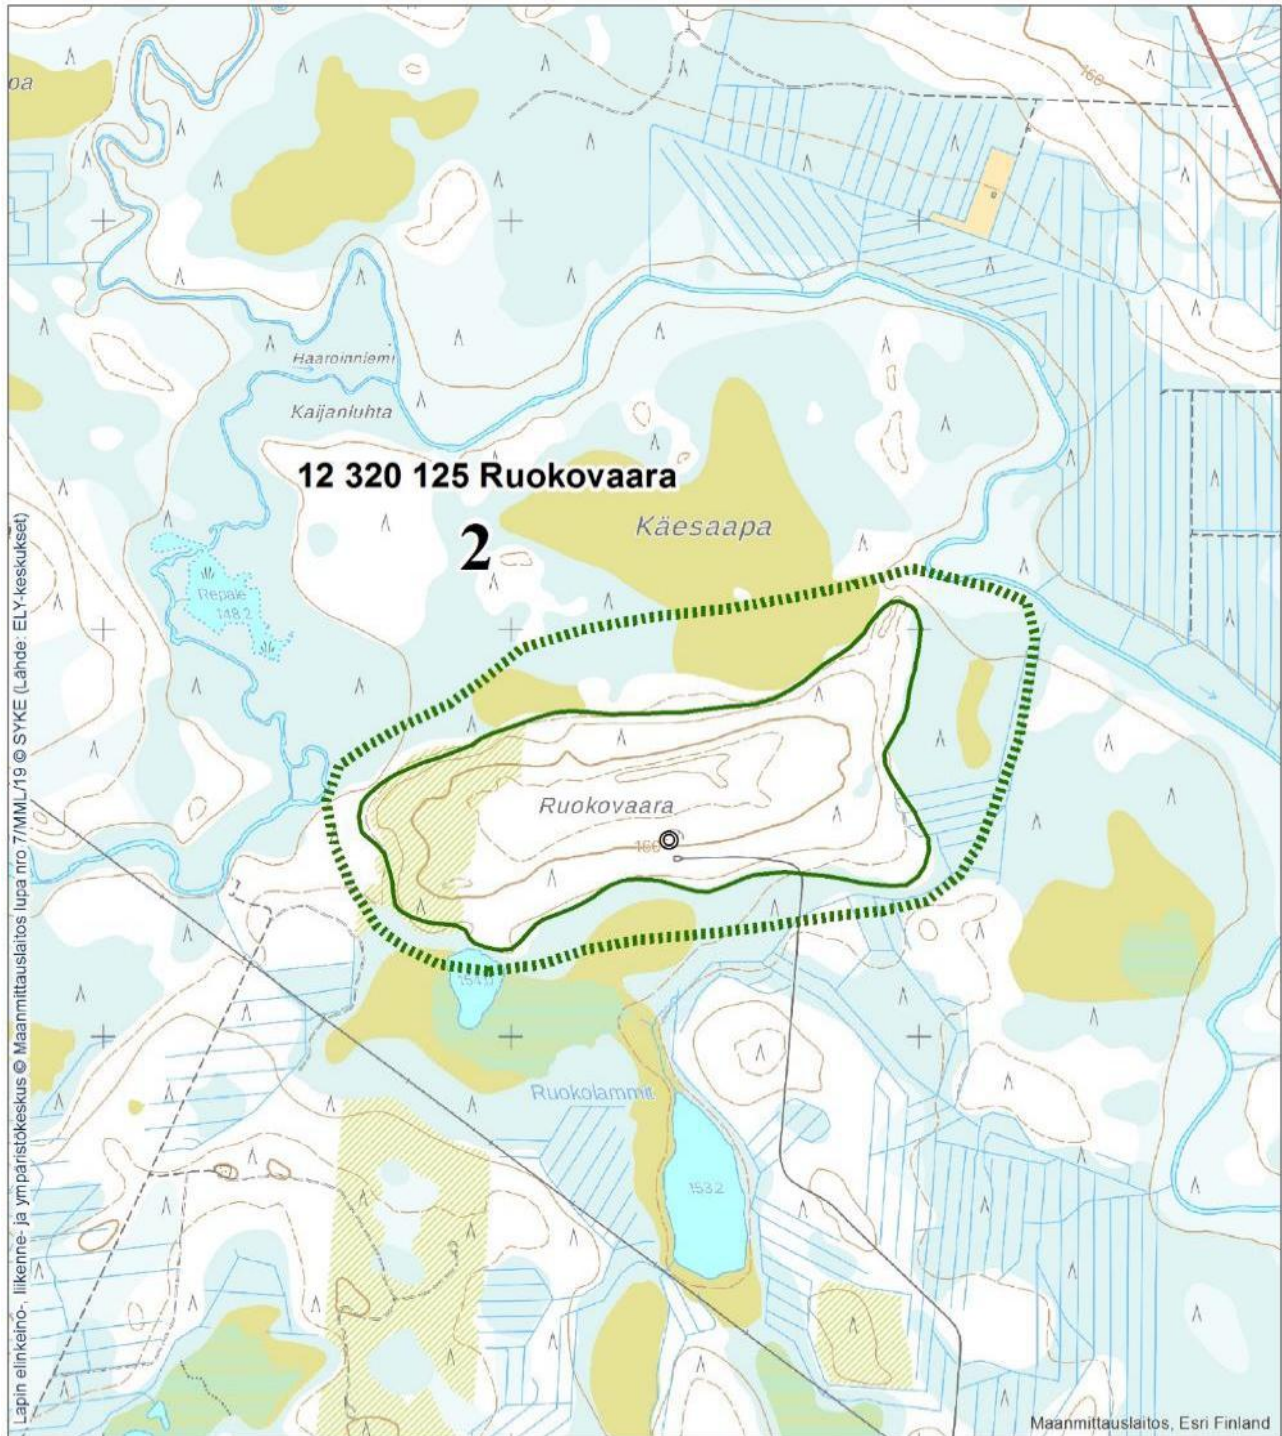 160
Haaroinniemi
Kaijanluhta
12 320 125 Ruokovaara
2
Käesaapa
Repale
148.2
Ruokovaara
160
Ruokolammit
153.2
Lapin elinkeino-, liikenne- ja ympäristökeskus © Maanmittauslaitos lupa nro 7/MML/19 © SYKE (Lähde: ELY-keskukset)
Maanmittauslaitos, Esri Finland